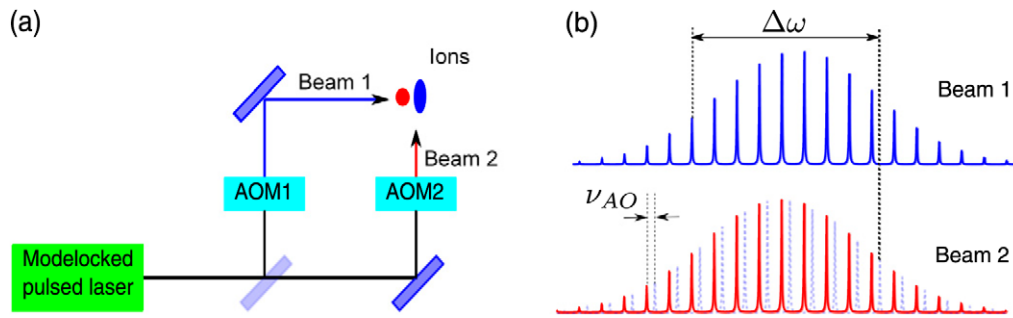 (a)
Ions
Beam 1
Beam 2
AOM1
AOM2
Modelocked
pulsed laser
(b)
Δω
Beam 1
ν_AO
Beam 2